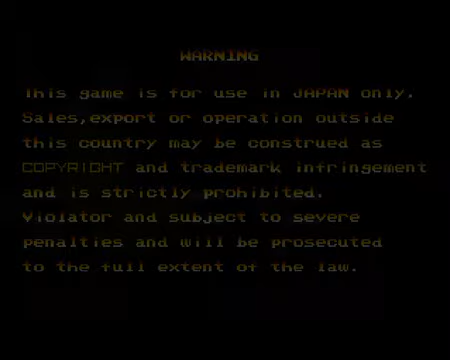 WARNING
This game is for use in JAPAN only.
Sales,export or operation outside
this country may be construed as
COPYRIGHT and trademark infringement
and is strictly prohibited.
Violator and subject to severe
penalties and will be prosecuted
to the full extent of the law.